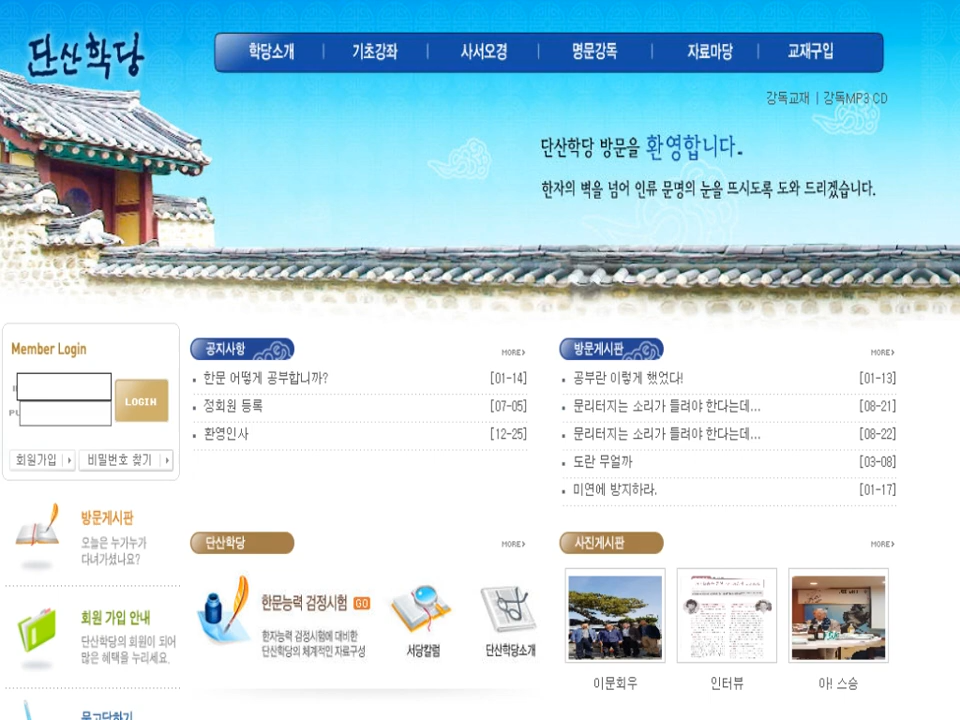 단산학당
학당소개 | 기초강좌 | 사서오경 | 명문강독 | 자료마당 | 교재구입
강독교재 | 강독MP3 CD
단산학당 방문을 환영합니다.
한자의 벽을 넘어 인류 문명의 눈을 뜨시도록 도와 드리겠습니다.
Member Login
LOGIN
회원가입
비밀번호 찾기
공지사항
MORE
한문 어떻게 공부합니까? [01-14]
정회원 등록 [07-05]
환영인사 [12-25]
방문게시판
MORE
공부란 이렇게 했었다! [01-13]
문리터지는 소리가 들려야 한다는데... [08-21]
문리터지는 소리가 들려야 한다는데... [08-22]
도란 무얼까 [03-08]
미연에 방지하라. [01-17]
방문게시판
오늘은 누가누가
다녀가셨나요?
회원 가입 안내
단산학당의 회원이 되어
많은 혜택을 누리세요.
단산학당
MORE
한문능력 검정시험 GO
한자능력 검정시험에 대비한
단산학당의 체계적인 자료구성
서당칼럼
단산학당소개
사진게시판
MORE
이문회우
인터뷰
아! 스승